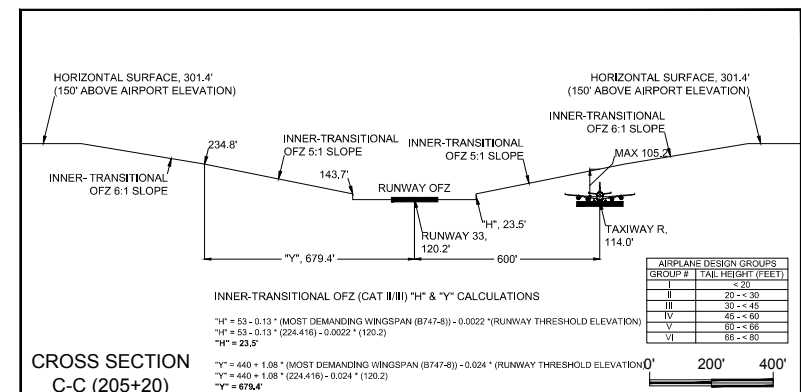 HORIZONTAL SURFACE, 301.4'
(150' ABOVE AIRPORT ELEVATION)
HORIZONTAL SURFACE, 301.4'
(150' ABOVE AIRPORT ELEVATION)
234.8'
INNER-TRANSITIONAL
OFZ 5:1 SLOPE
INNER-TRANSITIONAL
OFZ 5:1 SLOPE
INNER-TRANSITIONAL
OFZ 6:1 SLOPE
MAX 105.2'
INNER-TRANSITIONAL
OFZ 6:1 SLOPE
143.7'
RUNWAY OFZ
"H", 23.5'
RUNWAY 33,
120.2'
TAXIWAY R,
114.0'
"Y", 679.4'
600'
INNER-TRANSITIONAL OFZ (CAT II/III) "H" & "Y" CALCULATIONS
"H" = 53 - 0.13 * (MOST DEMANDING WINGSPAN (B747-8)) - 0.0022 *(RUNWAY THRESHOLD ELEVATION)
"H" = 53 - 0.13 * (224.416) - 0.0022 * (120.2)
"H" = 23.5'
"Y" = 440 + 1.08 * (MOST DEMANDING WINGSPAN (B747-8)) - 0.024 * (RUNWAY THRESHOLD ELEVATION)
"Y" = 440 + 1.08 * (224.416) - 0.024 * (120.2)
"Y" = 679.4'
AIRPLANE DESIGN GROUPS
GROUP # TAIL HEIGHT (FEET)
I < 20
II 20 - < 30
III 30 - < 45
IV 45 - < 60
V 60 - < 66
VI 66 - < 80
CROSS SECTION
C-C (205+20)
0' 200' 400'